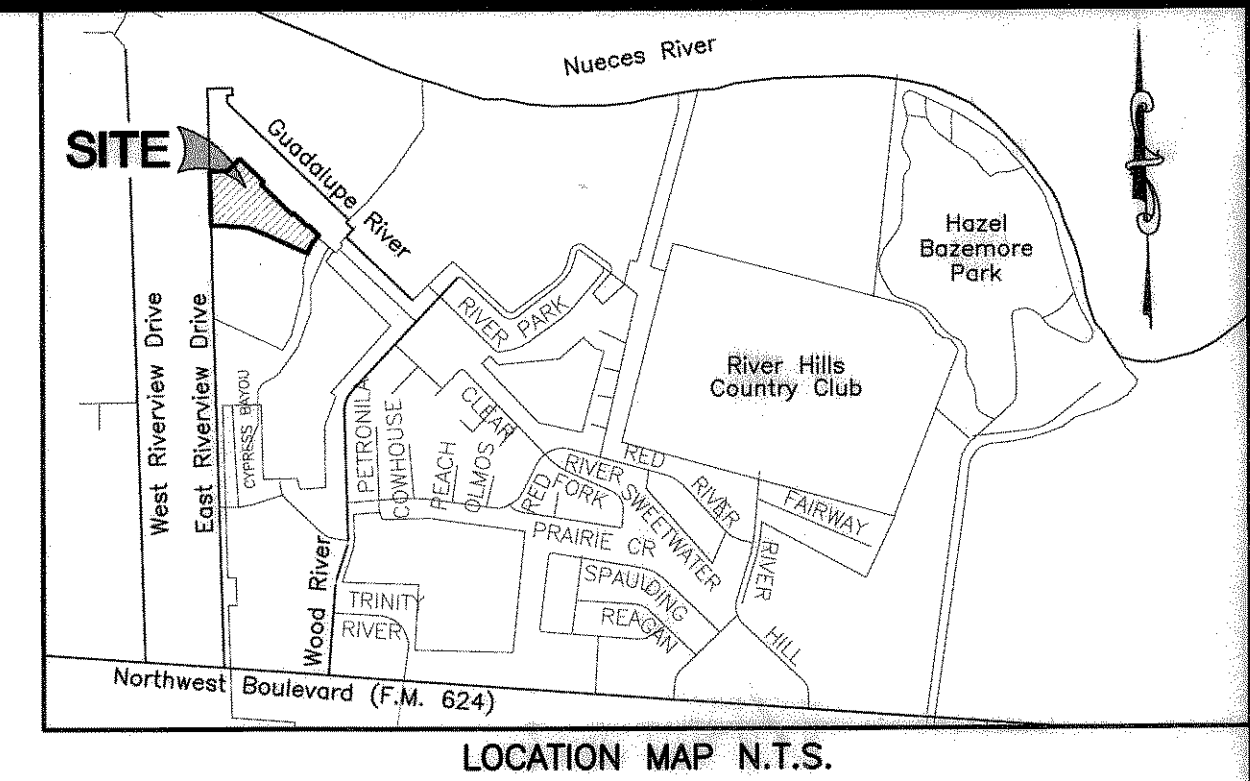 Nueces River
SITE
Guadalupe River
Hazel
Bazemore
Park
RIVER PARK
West Riverview Drive
East Riverview Drive
River Hills
Country Club
CYPRESS BAYOU
PETRONILA
COWHOUSE
PEACH
OLMOS
CLEAR
RED
RIVER
FORK
RED
RIVER
SWEETWATER
FAIRWAY
PRAIRIE CR
RIVER
HILL
SPAULDING
REAGAN
Wood River
TRINITY
RIVER
Northwest Boulevard (F.M. 624)
LOCATION MAP N.T.S.